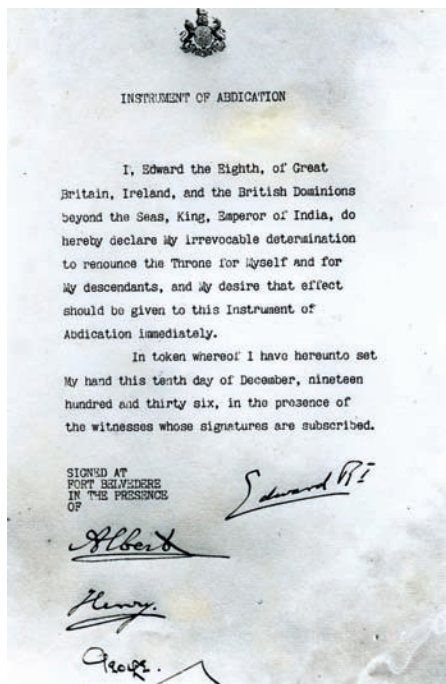 INSTRUMENT OF ABDICATION
I, Edward the Eighth, of Great
Britain, Ireland, and the British Dominions
beyond the Seas, King, Emperor of India, do
hereby declare My irrevocable determination
to renounce the Throne for Myself and for
My descendants, and My desire that effect
should be given to this Instrument of
Abdication immediately.
In token whereof I have hereunto set
My hand this tenth day of December, nineteen
hundred and thirty six, in the presence of
the witnesses whose signatures are subscribed.
SIGNED AT
FORT BELVEDERE
IN THE PRESENCE
OF
Edward RI
Albert
Henry.
George.